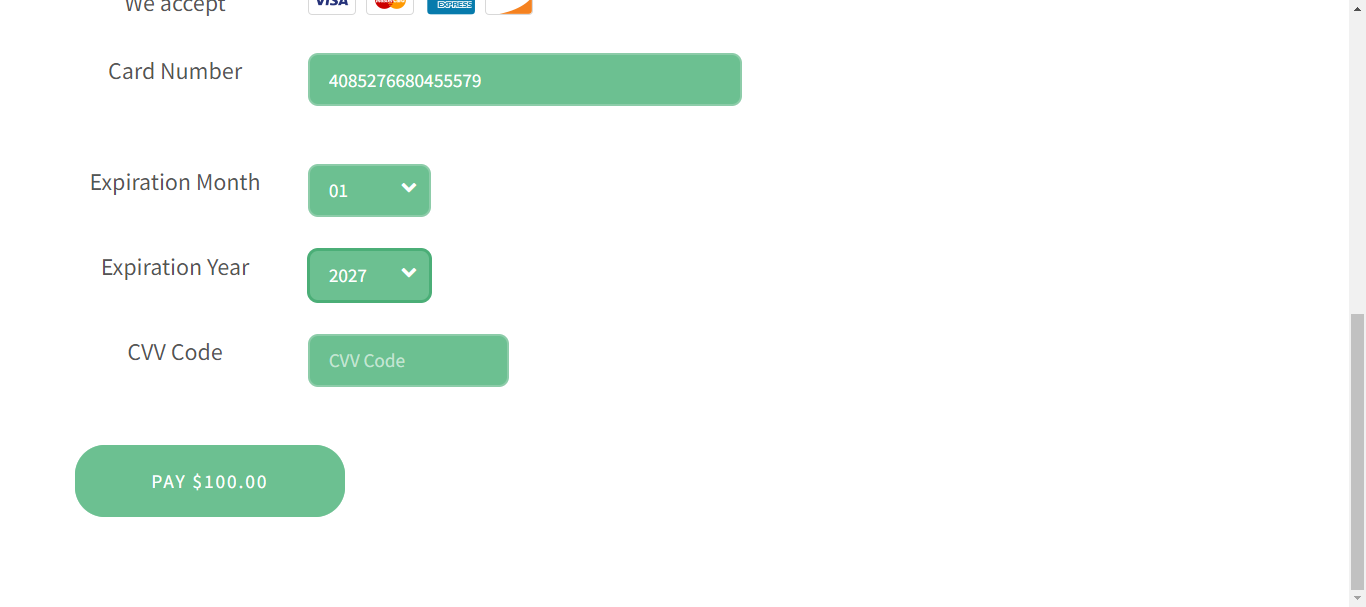 We accept
VISA
EXPRESS
Card Number
4085276680455579
Expiration Month
01
Expiration Year
2027
CVV Code
CVV Code
PAY $100.00